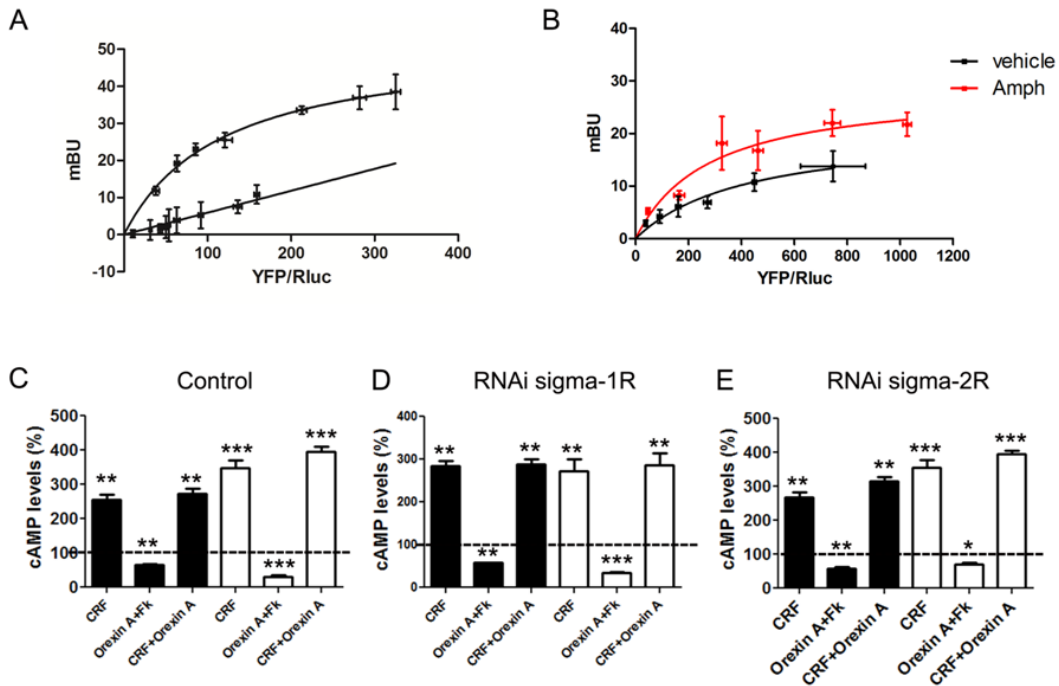 A
50
40
30
20
10
0
-10
mBU
100
200
300
400
YFP/Rluc
B
40
30
20
10
0
mBU
0
200
400
600
800
1000
1200
YFP/Rluc
vehicle
Amph
C
Control
500
400
300
200
100
0
0
cAMP levels (%)
**
**
**
***
***
***
CRF
Orexin A+Fk
CRF+Orexin A
CRF
Orexin A+Fk
CRF+Orexin A
D
RNAi sigma-1R
400
300
200
100
0
cAMP levels (%)
**
**
**
**
***
**
CRF
Orexin A+Fk
CRF+Orexin A
CRF
Orexin A+Fk
CRF+Orexin A
E
RNAi sigma-2R
500
400
300
200
100
0
cAMP levels (%)
**
**
**
***
*
***
CRF
Orexin A+Fk
CRF+Orexin A
CRF
Orexin A+Fk
CRF+Orexin A